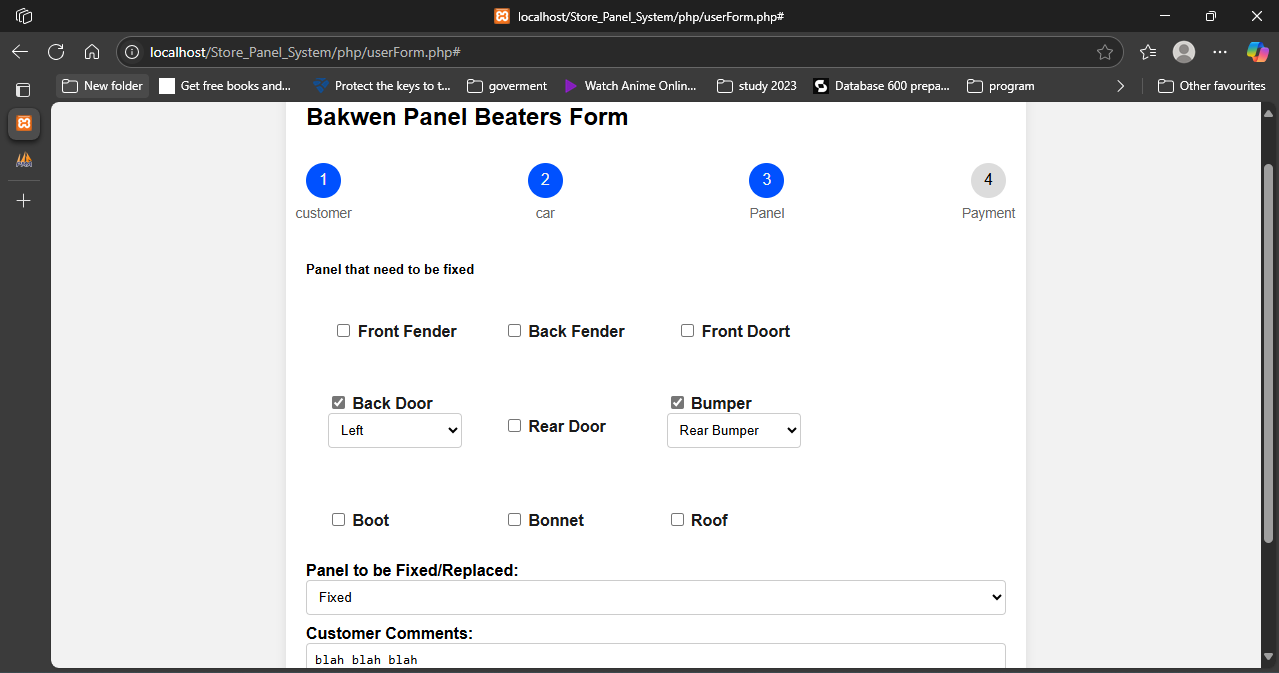 localhost/Store_Panel_System/php/userForm.php#
localhost/Store_Panel_System/php/userForm.php#
New folder Get free books and... Protect the keys to t... goverment Watch Anime Onlin... study 2023 Database 600 prepa... program Other favourites
Bakwen Panel Beaters Form
1 2 3 4
customer car Panel Payment
Panel that need to be fixed
Front Fender Back Fender Front Doort
Back Door Bumper
Left Rear Door Rear Bumper
Boot Bonnet Roof
Panel to be Fixed/Replaced:
Fixed
Customer Comments:
blah blah blah